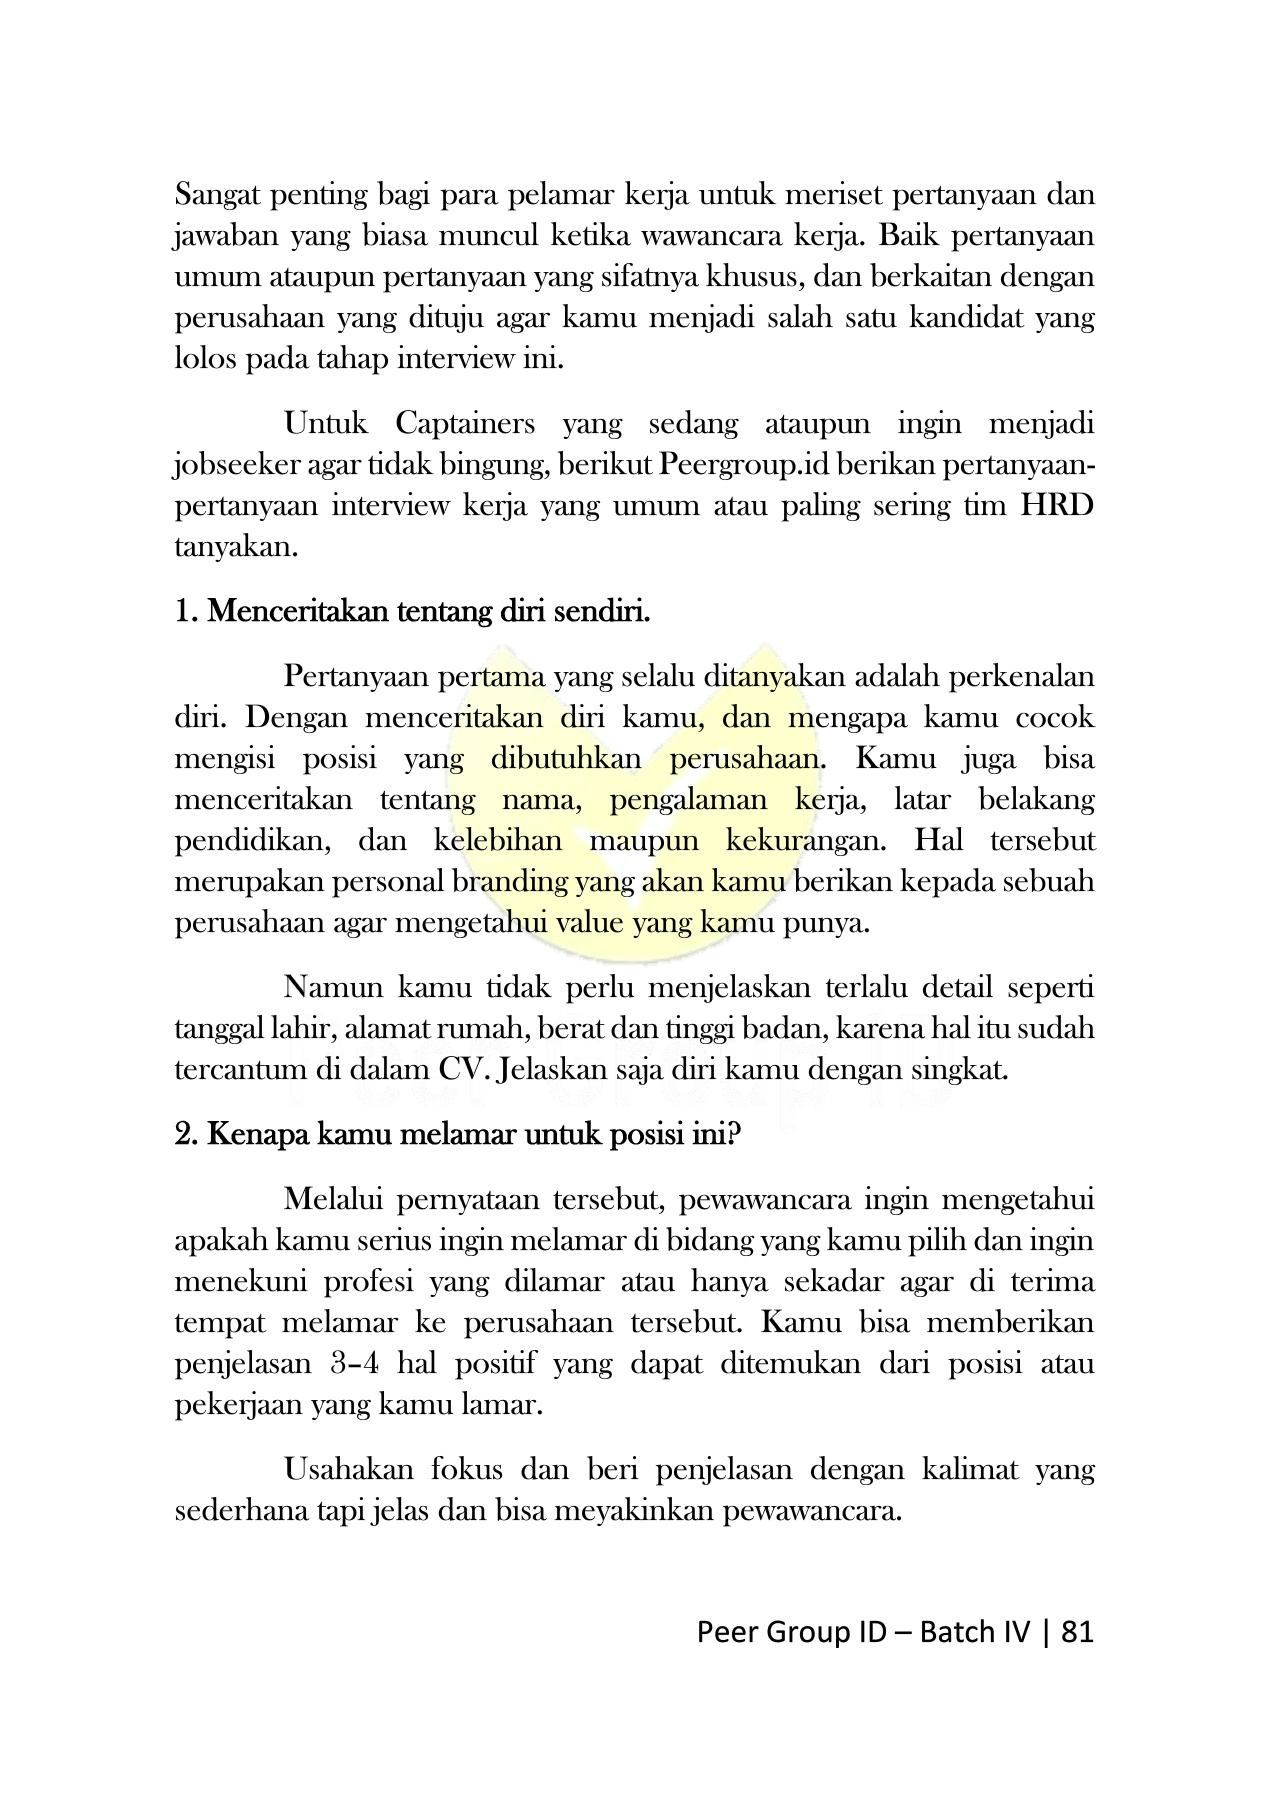 Sangat penting bagi para pelamar kerja untuk meriset pertanyaan dan
jawaban yang biasa muncul ketika wawancara kerja. Baik pertanyaan
umum ataupun pertanyaan yang sifatnya khusus, dan berkaitan dengan
perusahaan yang dituju agar kamu menjadi salah satu kandidat yang
lolos pada tahap interview ini.
Untuk Captainers yang sedang ataupun ingin menjadi
jobseeker agar tidak bingung, berikut Peergroup.id berikan pertanyaan-
pertanyaan interview kerja yang umum atau paling sering tim HRD
tanyakan.
1. Menceritakan tentang diri sendiri.
Pertanyaan pertama yang selalu ditanyakan adalah perkenalan
diri. Dengan menceritakan diri kamu, dan mengapa kamu cocok
mengisi posisi yang dibutuhkan perusahaan. Kamu juga bisa
menceritakan tentang nama, pengalaman kerja, latar belakang
pendidikan, dan kelebihan maupun kekurangan. Hal tersebut
merupakan personal branding yang akan kamu berikan kepada sebuah
perusahaan agar mengetahui value yang kamu punya.
Namun kamu tidak perlu menjelaskan terlalu detail seperti
tanggal lahir, alamat rumah, berat dan tinggi badan, karena hal itu sudah
tercantum di dalam CV. Jelaskan saja diri kamu dengan singkat.
2. Kenapa kamu melamar untuk posisi ini?
Melalui pernyataan tersebut, pewawancara ingin mengetahui
apakah kamu serius ingin melamar di bidang yang kamu pilih dan ingin
menekuni profesi yang dilamar atau hanya sekadar agar di terima
tempat melamar ke perusahaan tersebut. Kamu bisa memberikan
penjelasan 3–4 hal positif yang dapat ditemukan dari posisi atau
pekerjaan yang kamu lamar.
Usahakan fokus dan beri penjelasan dengan kalimat yang
sederhana tapi jelas dan bisa meyakinkan pewawancara.
Peer Group ID – Batch IV | 81